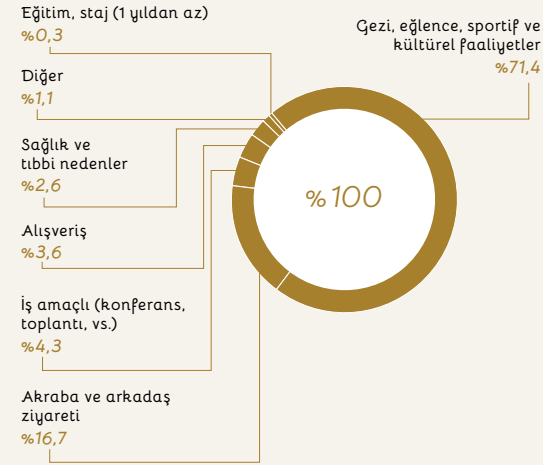 Eğitim, staj (1 yıldan az)
%0,3
Diğer
%1,1
Sağlık ve
tıbbi nedenler
%2,6
Alışveriş
%3,6
İş amaçlı (konferans,
toplantı, vs.)
%4,3
Akraba ve arkadaş
ziyareti
%16,7
%100
Gezi, eğlence, sportif ve
kültürel faaliyetler
%71,4